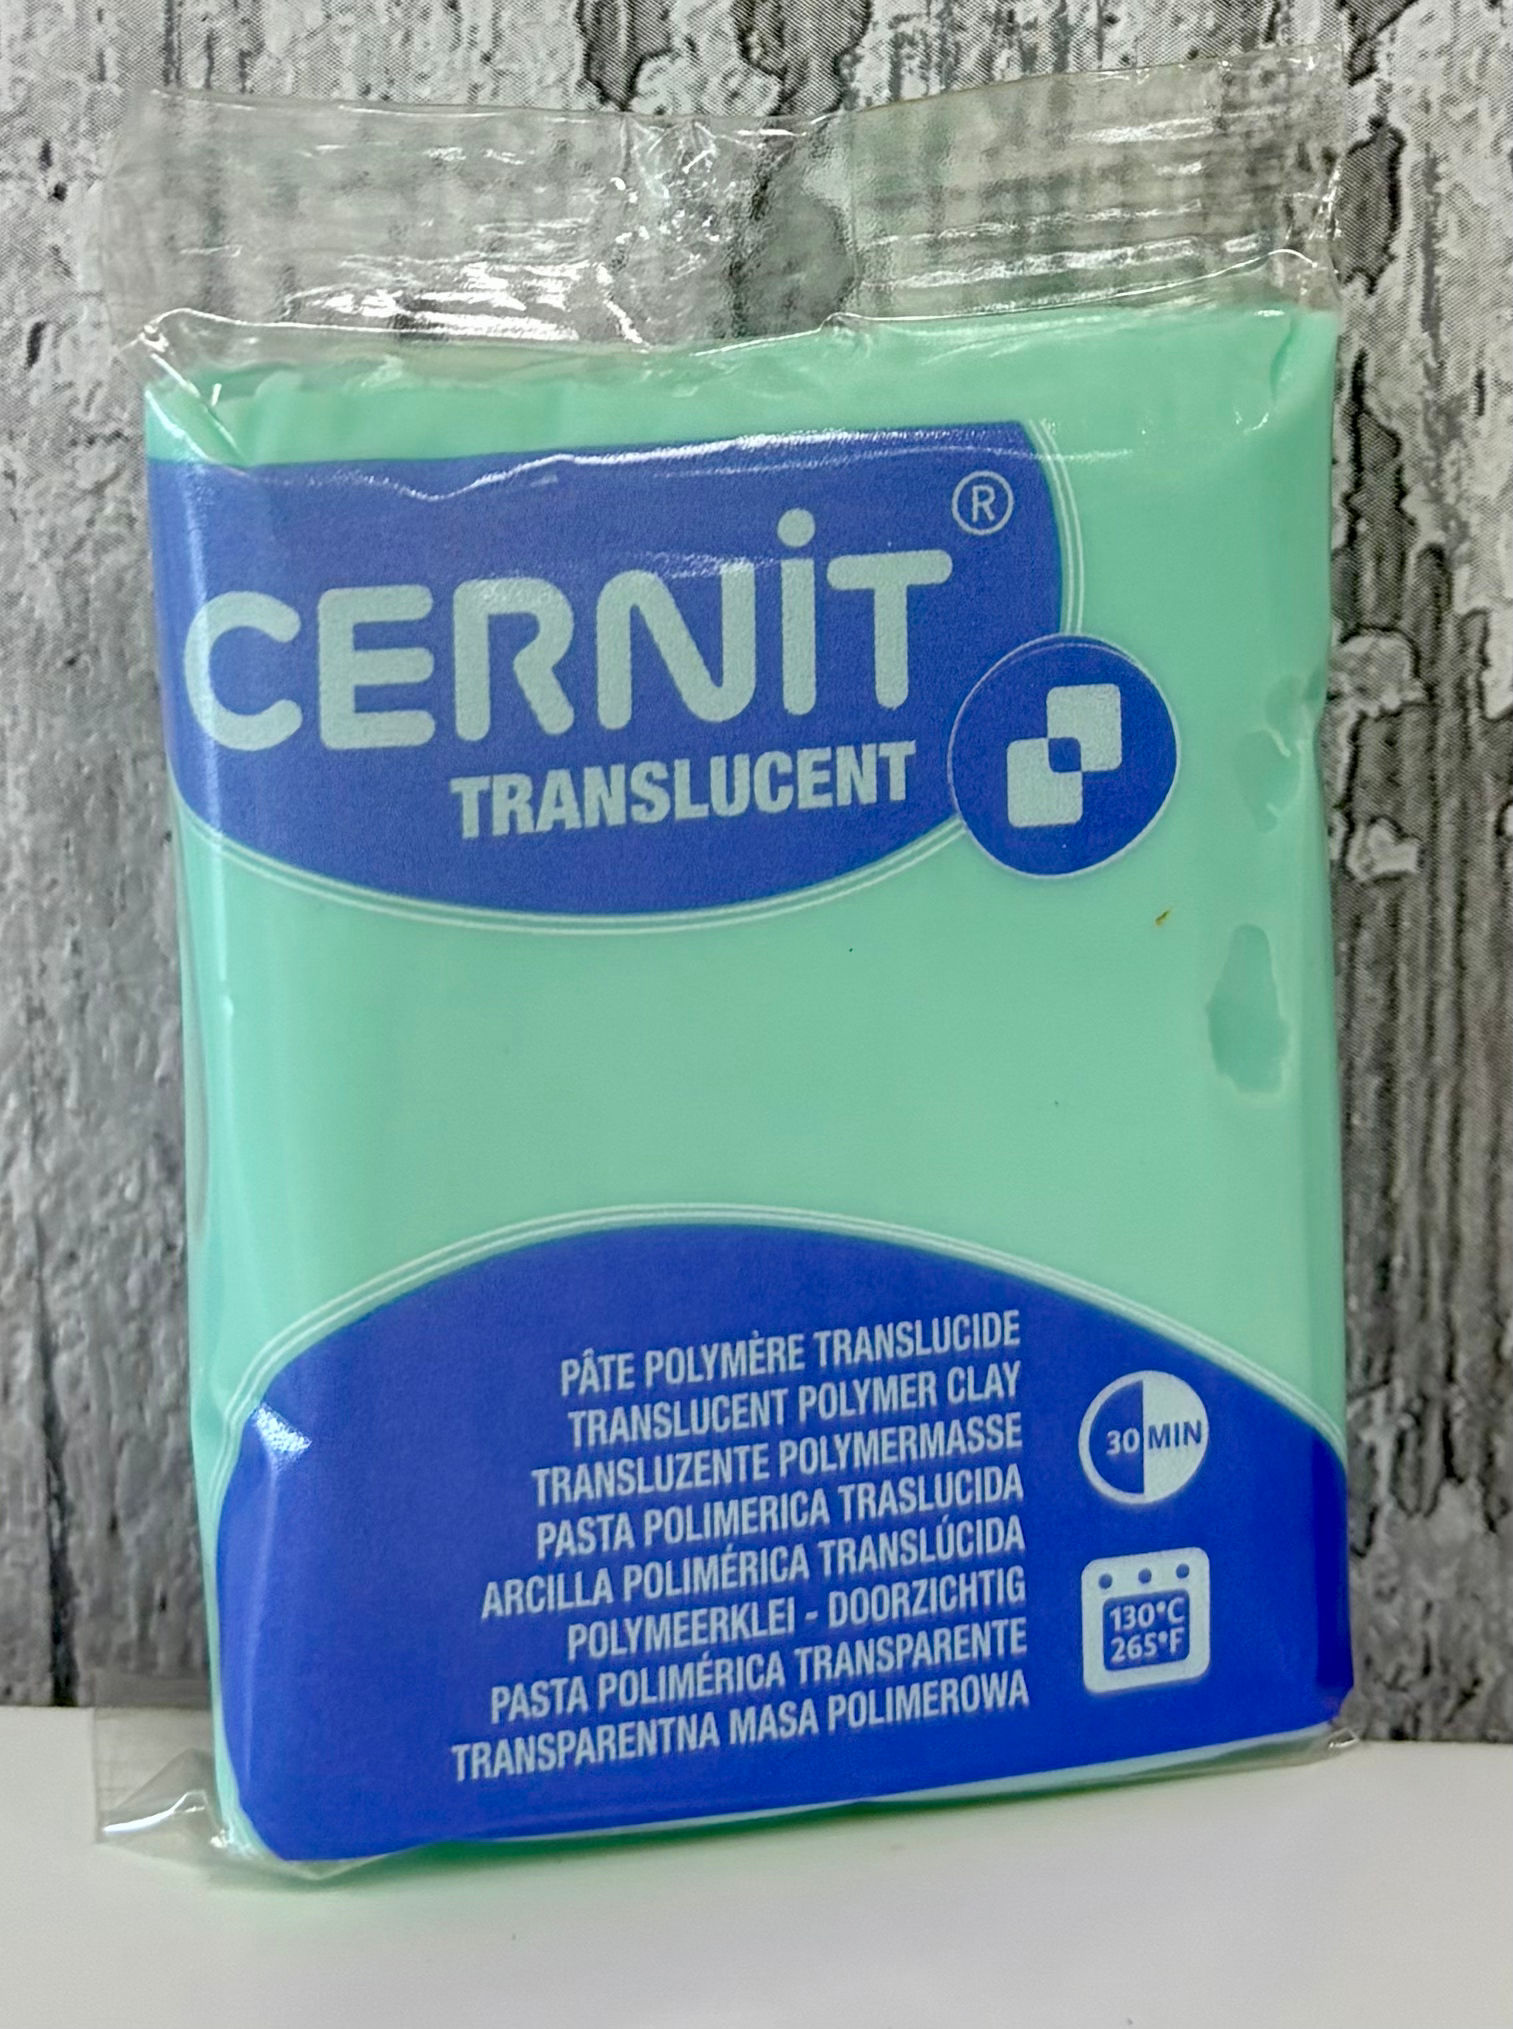 CERNiT®
TRANSLUCENT
PÂTE POLYMÈRE TRANSLUCIDE
TRANSLUCENT POLYMER CLAY
TRANSLUZENTE POLYMERMASSE
PASTA POLIMERICA TRASLUCIDA
ARCILLA POLIMÉRICA TRANSLÚCIDA
POLYMEERKLEI - DOORZICHTIG
PASTA POLIMÉRICA TRANSPARENTE
TRANSPARENTNA MASA POLIMEROWA
30 MIN
130°C
265°F